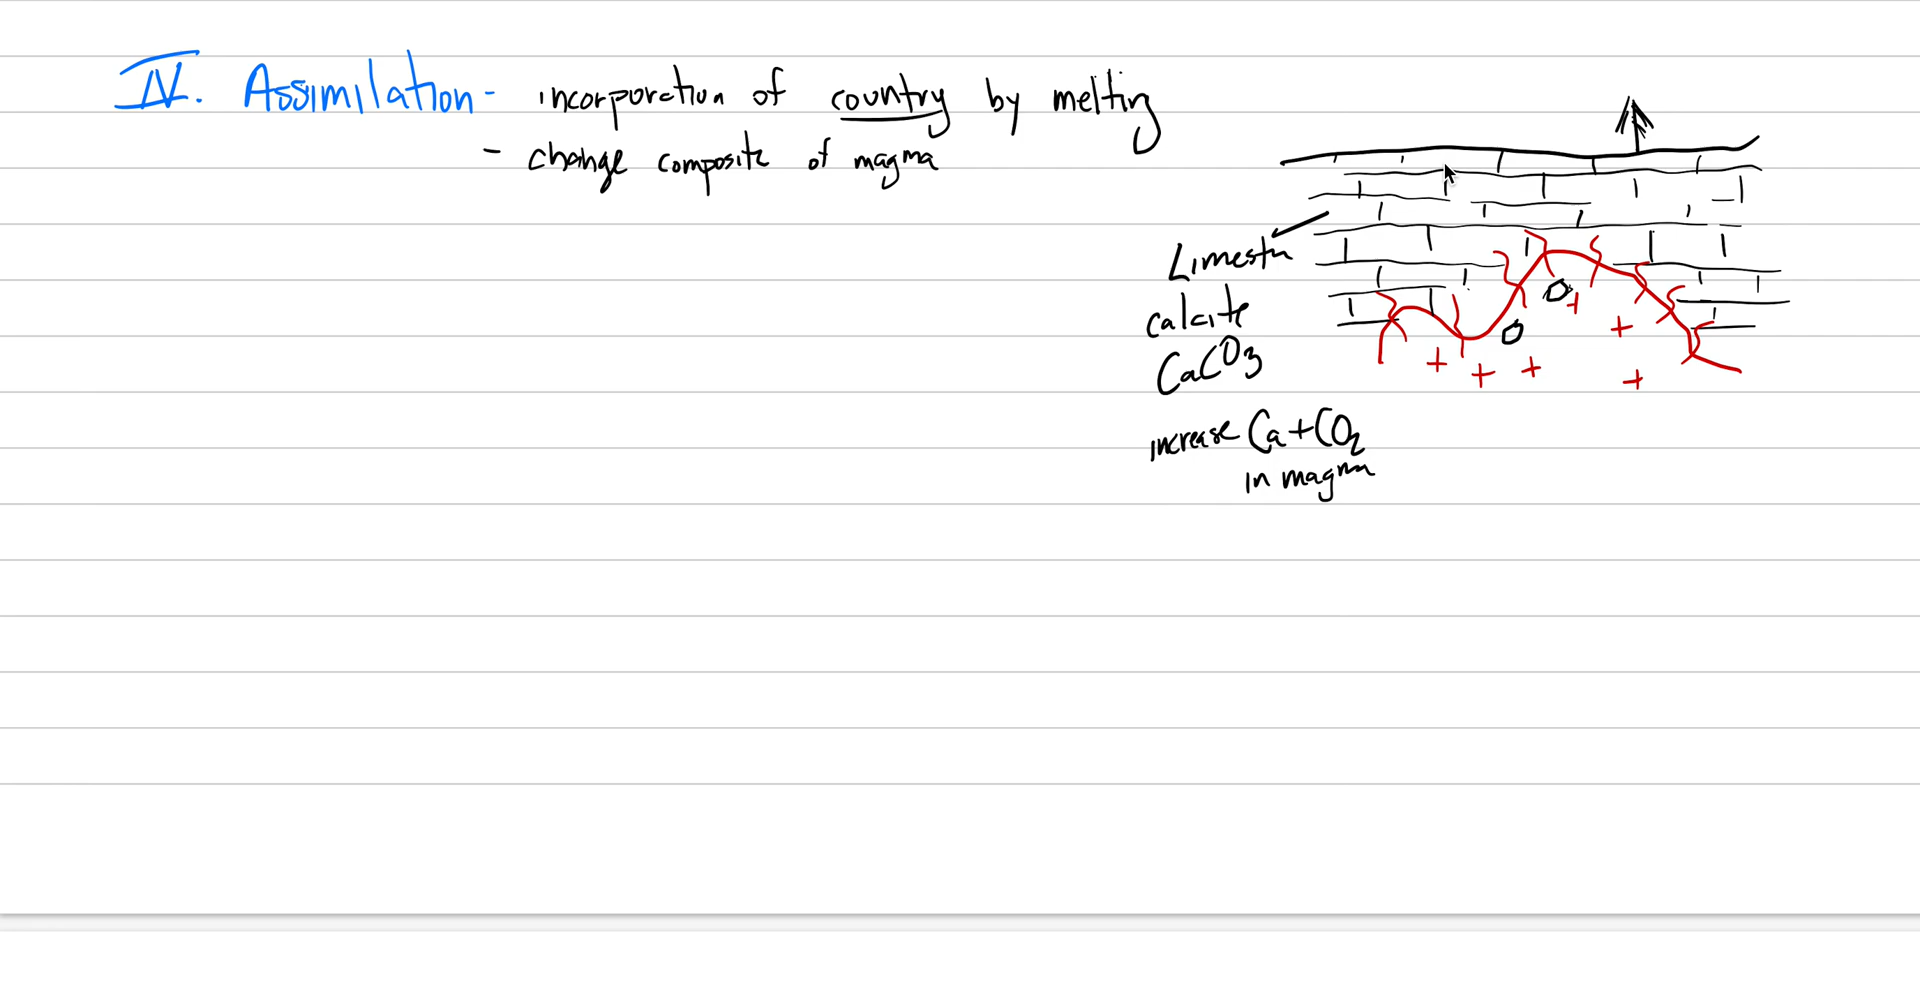 IV. Assimilation - incorporation of country by melting
- change composite of magma
Limestn
calcite
CaCO3
increase Ca + CO2
in magma